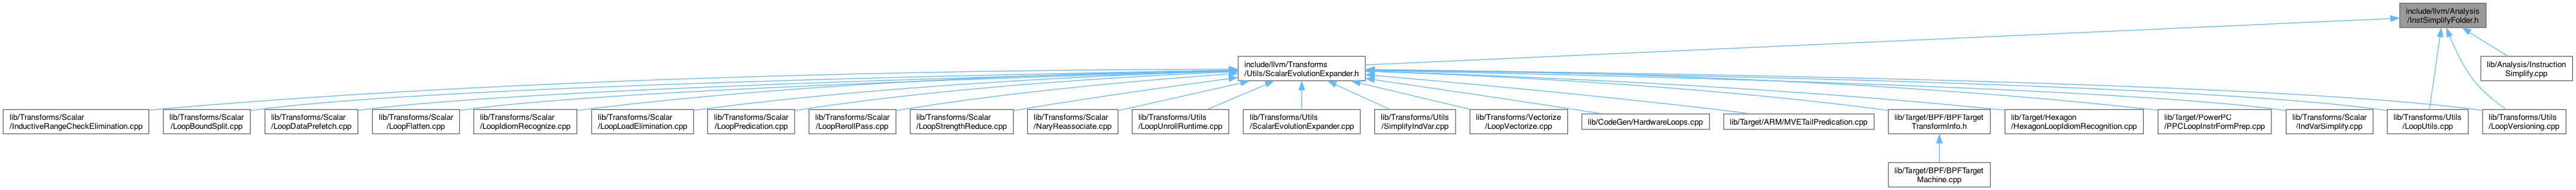 include/llvm/Analysis
/InstSimplifyFolder.h
include/llvm/Transforms
/Utils/ScalarEvolutionExpander.h
lib/Analysis/Instruction
Simplify.cpp
lib/Transforms/Scalar
/InductiveRangeCheckElimination.cpp
lib/Transforms/Scalar
/LoopBoundSplit.cpp
lib/Transforms/Scalar
/LoopDataPrefetch.cpp
lib/Transforms/Scalar
/LoopFlatten.cpp
lib/Transforms/Scalar
/LoopIdiomRecognize.cpp
lib/Transforms/Scalar
/LoopLoadElimination.cpp
lib/Transforms/Scalar
/LoopPredication.cpp
lib/Transforms/Scalar
/LoopRerollPass.cpp
lib/Transforms/Scalar
/LoopStrengthReduce.cpp
lib/Transforms/Scalar
/NaryReassociate.cpp
lib/Transforms/Utils
/LoopUnrollRuntime.cpp
lib/Transforms/Utils
/ScalarEvolutionExpander.cpp
lib/Transforms/Utils
/SimplifyIndVar.cpp
lib/Transforms/Vectorize
/LoopVectorize.cpp
lib/CodeGen/HardwareLoops.cpp
lib/Target/ARM/MVETailPredication.cpp
lib/Target/BPF/BPFTarget
TransformInfo.h
lib/Target/Hexagon
/HexagonLoopIdiomRecognition.cpp
lib/Target/PowerPC
/PPCLoopInstrFormPrep.cpp
lib/Transforms/Scalar
/IndVarSimplify.cpp
lib/Transforms/Utils
/LoopUtils.cpp
lib/Transforms/Utils
/LoopVersioning.cpp
lib/Target/BPF/BPFTarget
Machine.cpp